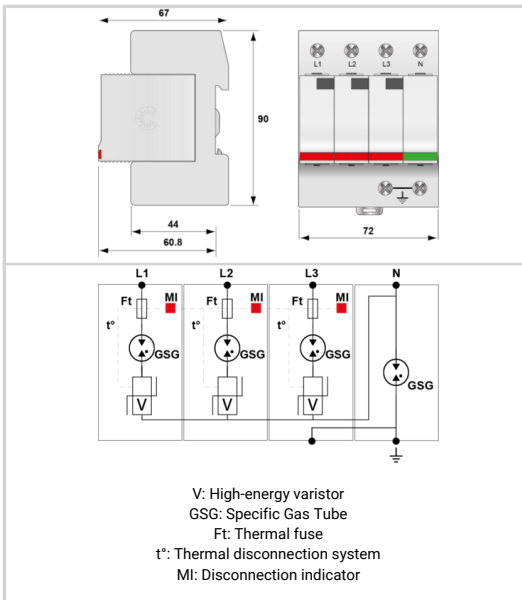 67
90
44
60.8
L1 L2 L3 N
72
L1 L2 L3 N
Ft MI Ft MI Ft MI
t° t° t°
GSG GSG GSG GSG
V V V
V: High-energy varistor
GSG: Specific Gas Tube
Ft: Thermal fuse
t°: Thermal disconnection system
MI: Disconnection indicator